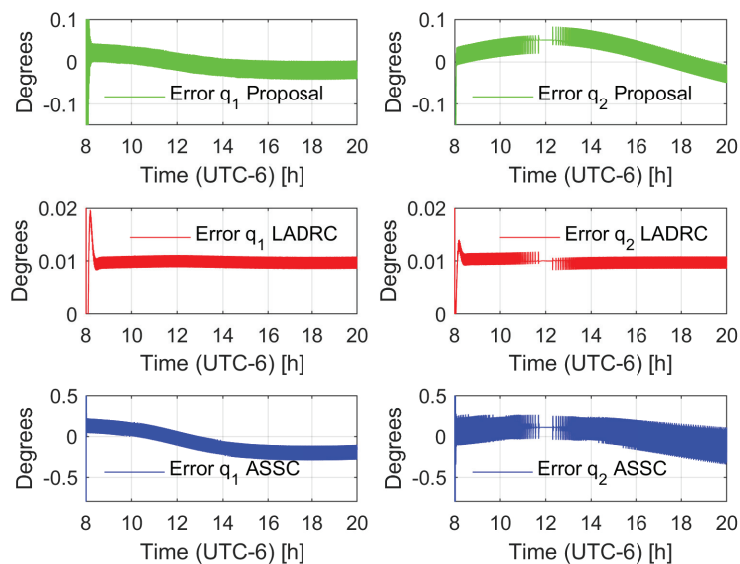 0.1
0
-0.1
Degrees
Error q1 Proposal
8 10 12 14 16 18 20
Time (UTC-6) [h]
0.1
0
-0.1
Degrees
Error q2 Proposal
8 10 12 14 16 18 20
Time (UTC-6) [h]
0.02
0.01
0
Degrees
Error q1 LADRC
8 10 12 14 16 18 20
Time (UTC-6) [h]
0.02
0.01
0
Degrees
Error q2 LADRC
8 10 12 14 16 18 20
Time (UTC-6) [h]
0.5
0
-0.5
Degrees
Error q1 ASSC
8 10 12 14 16 18 20
Time (UTC-6) [h]
0.5
0
-0.5
Degrees
Error q2 ASSC
8 10 12 14 16 18 20
Time (UTC-6) [h]